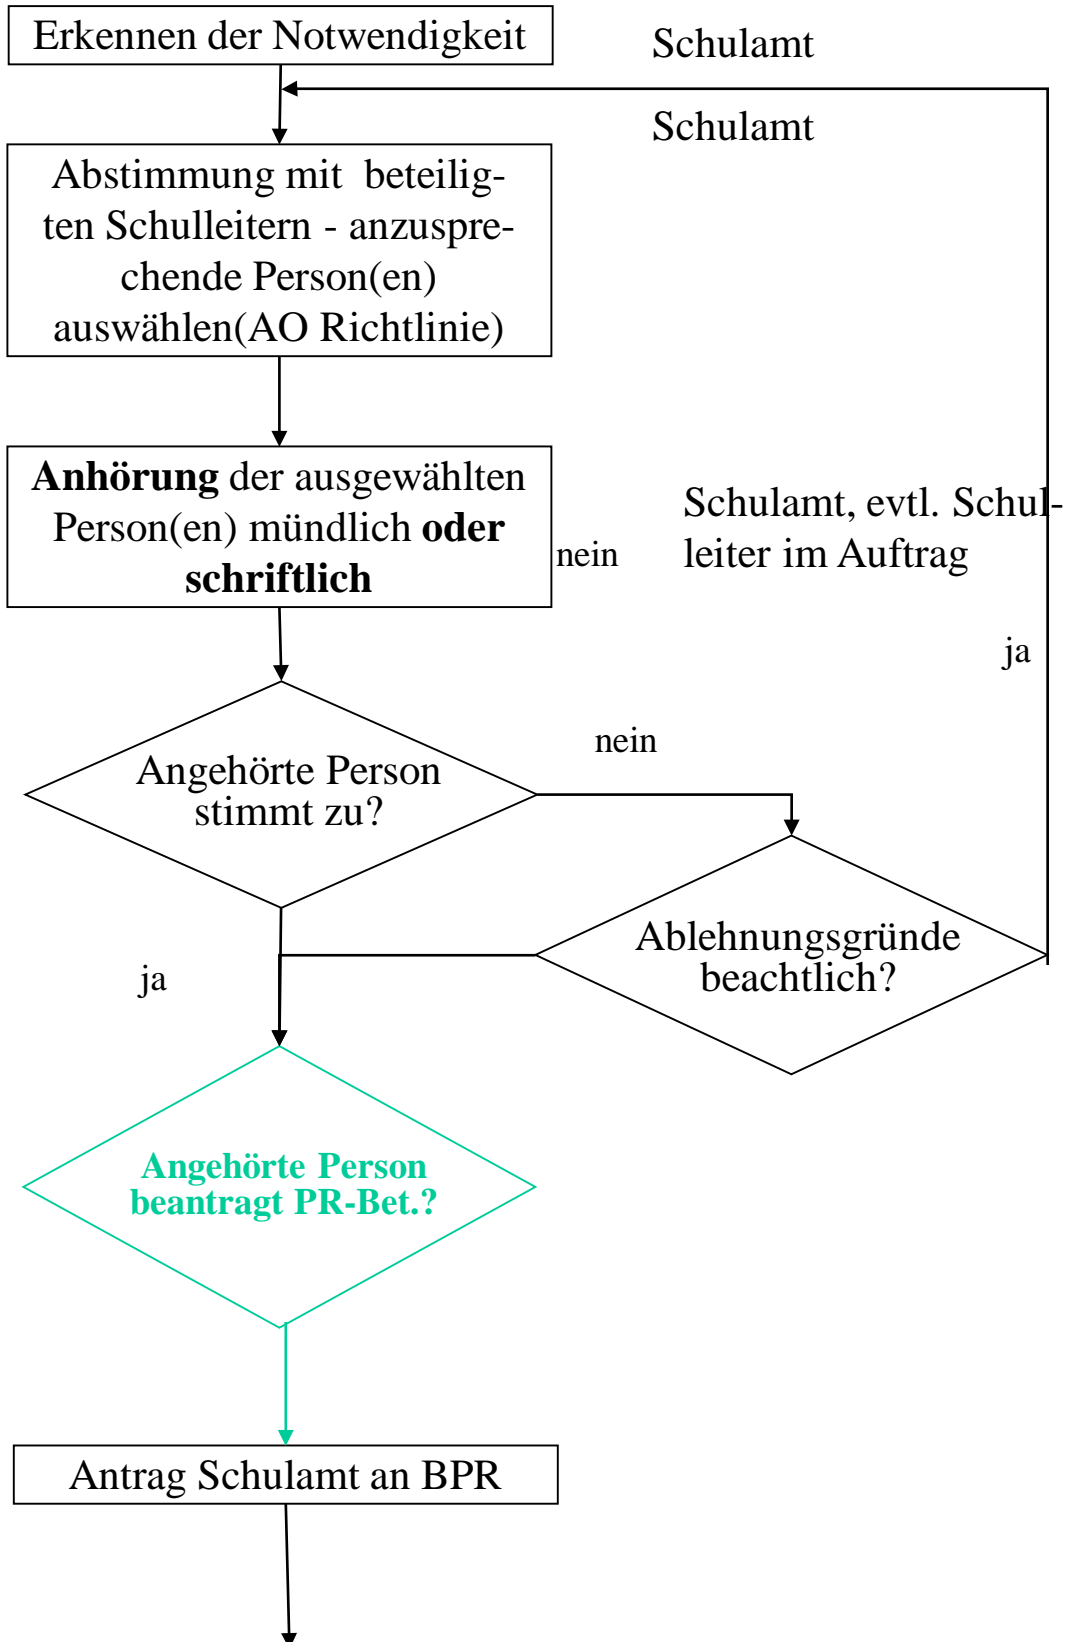 Erkennen der Notwendigkeit
Schulamt
Schulamt
Abstimmung mit  beteilig-
ten Schulleitern - anzuspre-
chende Person(en)
auswählen(AO Richtlinie)
Anhörung der ausgewählten
Person(en) mündlich oder
schriftlich
nein
Schulamt, evtl. Schul-
leiter im Auftrag
ja
nein
Angehörte Person
stimmt zu?
Ablehnungsgründe
beachtlich?
ja
Angehörte Person
beantragt PR-Bet.?
Antrag Schulamt an BPR